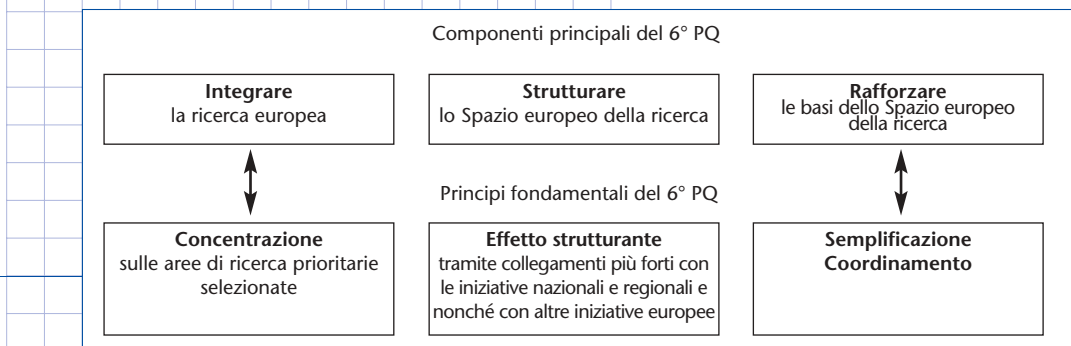 Componenti principali del 6° PQ
Integrare
la ricerca europea
Strutturare
lo Spazio europeo della ricerca
Rafforzare
le basi dello Spazio europeo
della ricerca
Principi fondamentali del 6° PQ
Concentrazione
sulle aree di ricerca prioritarie
selezionate
Effetto strutturante
tramite collegamenti più forti con
le iniziative nazionali e regionali e
nonché con altre iniziative europee
Semplificazione
Coordinamento